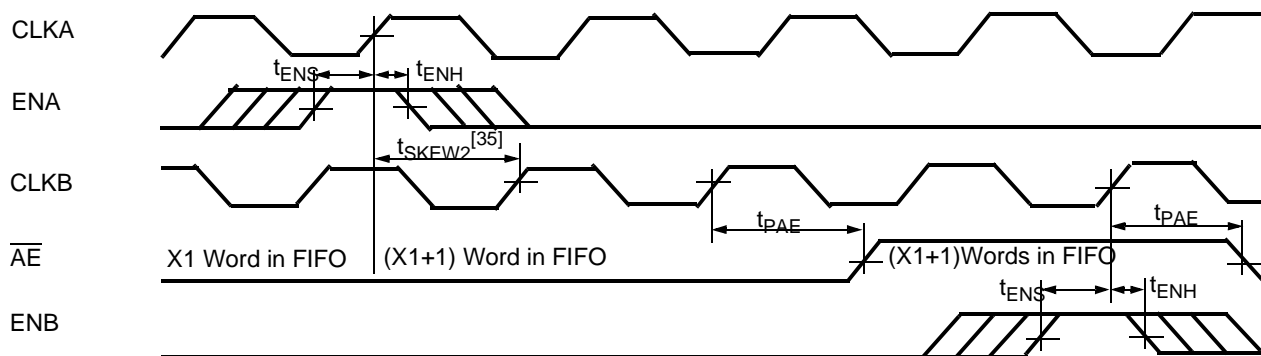 CLKA
tENS tENH
ENA
tSKEW2[35]
CLKB
tPAE tPAE
AE X1 Word in FIFO (X1+1) Word in FIFO (X1+1)Words in FIFO
tENS tENH
ENB